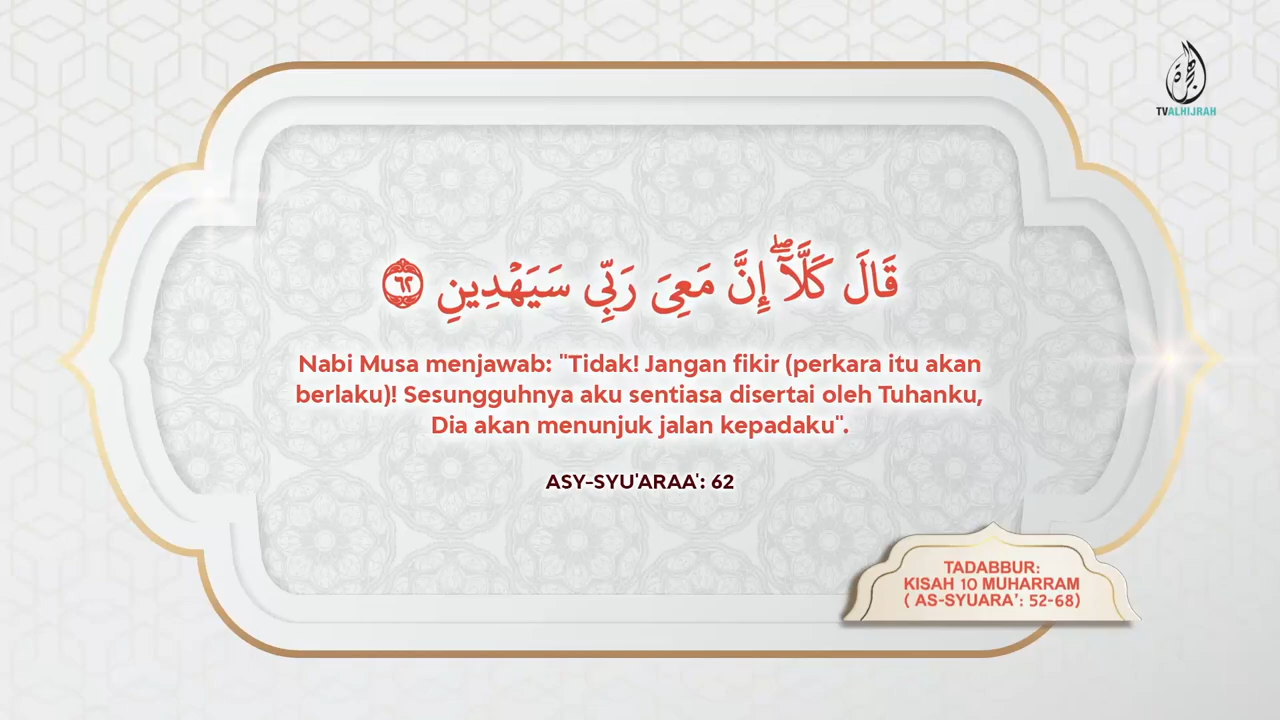 هجرة
TVALHIJRAH
قَالَ كَلَّآ ۖ إِنَّ مَعِىَ رَبِّى سَيَهْدِينِ ٦٢
Nabi Musa menjawab: "Tidak! Jangan fikir (perkara itu akan
berlaku)! Sesungguhnya aku sentiasa disertai oleh Tuhanku,
Dia akan menunjuk jalan kepadaku".
ASY-SYU'ARAA': 62
TADABBUR:
KISAH 10 MUHARRAM
( AS-SYUARA’: 52-68)